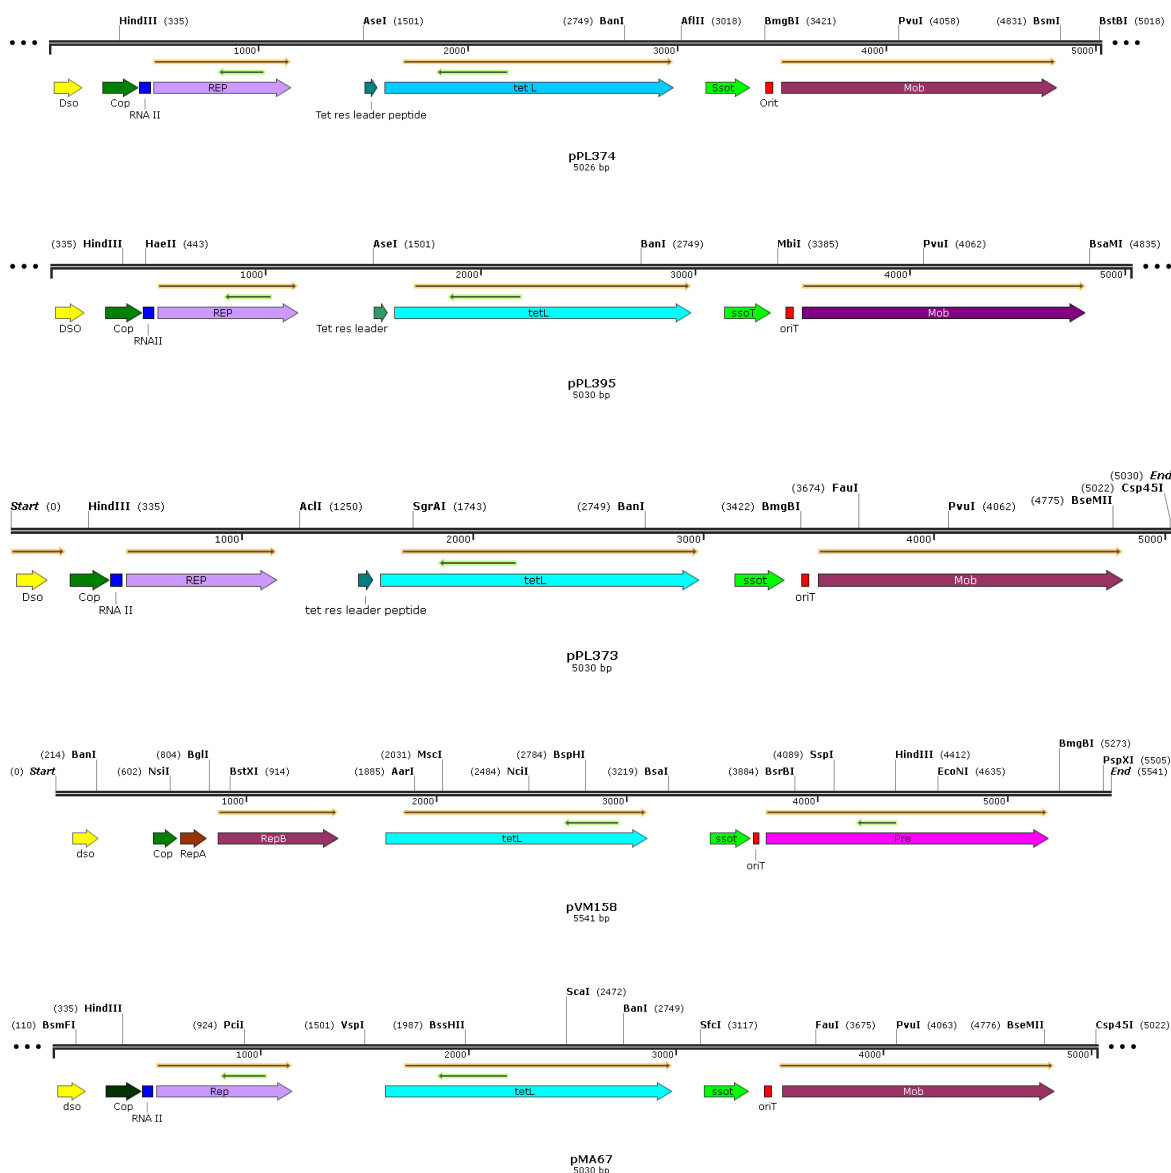 HindIII (335) AseI (1501) (2749) BanI AflII (3018) BmgBI (3421) PvuI (4058) (4831) BsmI BstBI (5018)
1000 2000 3000 4000 5000
REP tet L Mob
Dso Cop Ssot Orit
RNA II Tet res leader peptide
pPL374
5026 bp
(335) HindIII HaeII (443) AseI (1501) BanI (2749) MbiI (3385) PvuI (4062) BsaMI (4835)
1000 2000 3000 4000 5000
REP tetL ssoT Mob
DSO Cop Tet res leader oriT
RNAII
pPL395
5030 bp
(5030) End
(3674) FauI (5022) Csp45I
(4775) BseMII
Start (0) HindIII (335) AclI (1250) SgrAI (1743) (2749) BanI (3422) BmgBI PvuI (4062)
1000 2000 3000 4000 5000
REP tetL ssot Mob
Dso Cop oriT
RNA II tet res leader peptide
pPL373
5030 bp
BmgBI (5273)
(214) BanI (804) BglI (2031) MscI (2784) BspHI (4089) SspI HindIII (4412) PspXI (5505)
(0) Start (602) NsiI BstXI (914) (1885) AarI (2484) NciI (3219) BsaI (3884) BsrBI EcoNI (4635) End (5541)
1000 2000 3000 4000 5000
RepB tetL ssot Pre
dso Cop RepA oriT
pVM158
5541 bp
ScaI (2472)
(335) HindIII BanI (2749)
(110) BsmFI (924) PciI (1501) VspI (1987) BssHII SfcI (3117) FauI (3675) PvuI (4063) (4776) BseMII Csp45I (5022)
1000 2000 3000 4000 5000
Rep tetL ssot Mob
dso Cop oriT
RNA II
pMA67
5030 bp